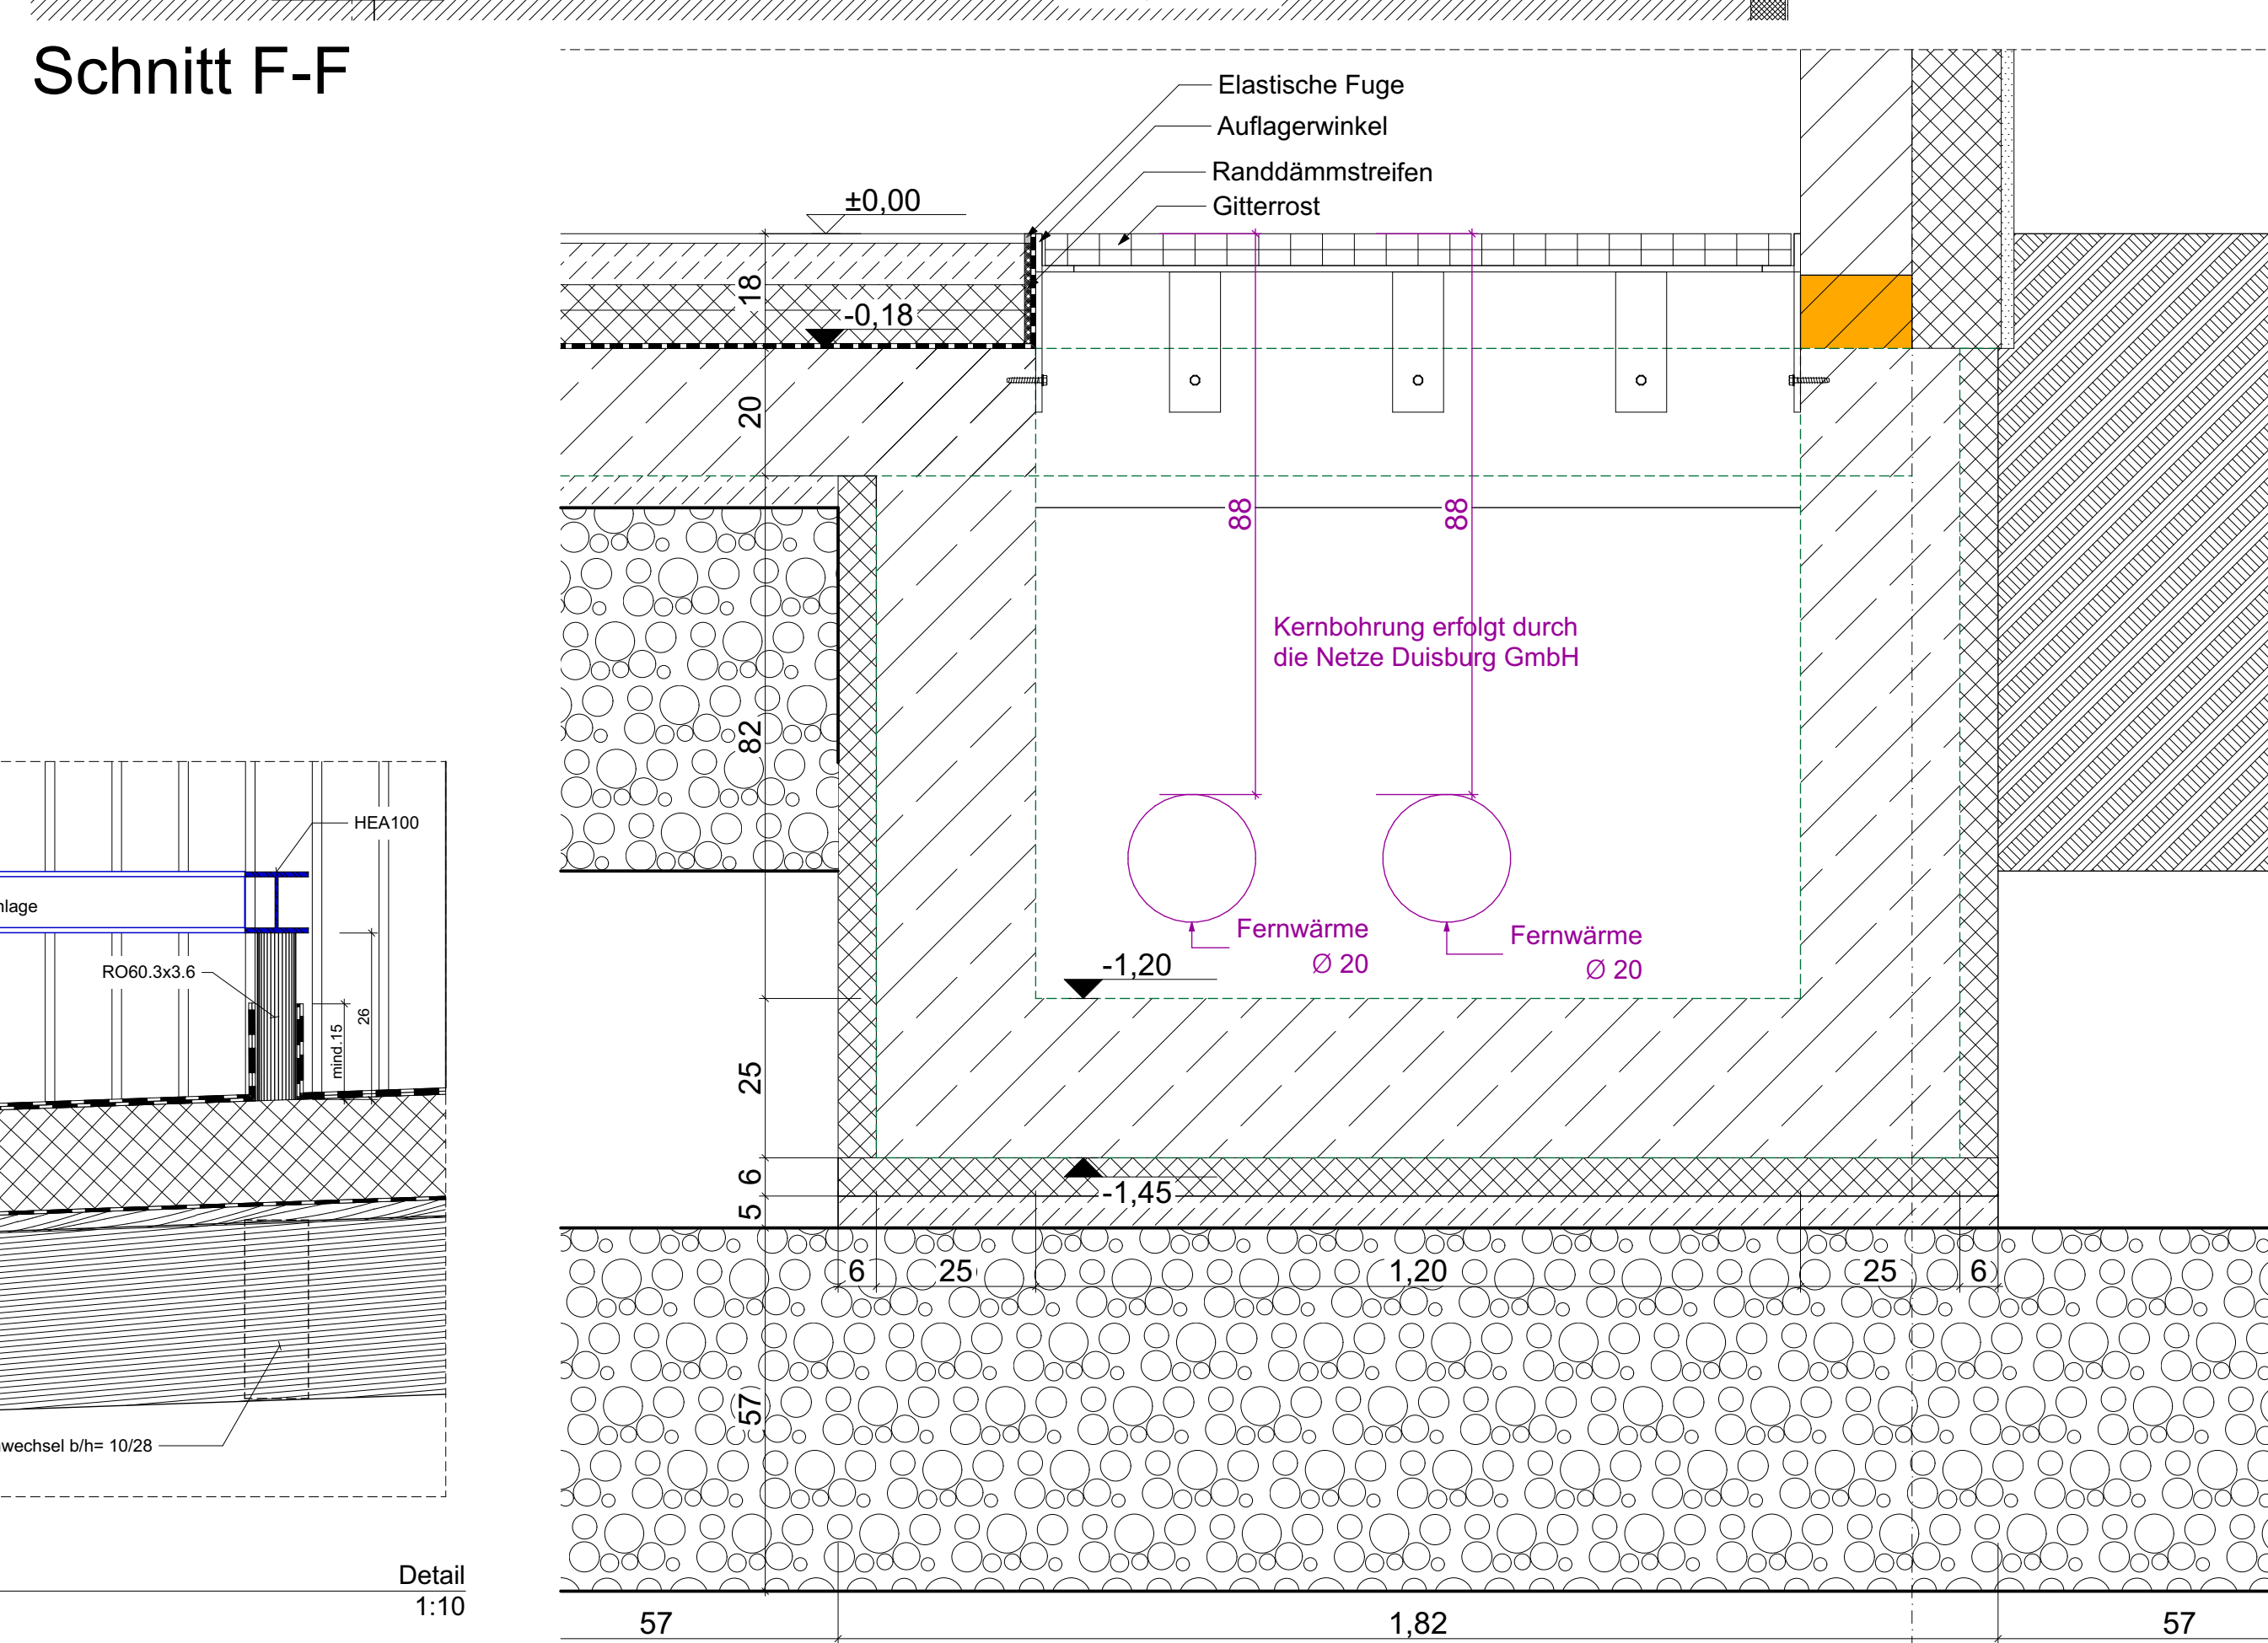 Schnitt F-F
Elastische Fuge
Auflagerwinkel
Randdämmstreifen
Gitterrost
±0,00
18
-0,18
20
88
88
Kernbohrung erfolgt durch
die Netze Duisburg GmbH
82
Fernwärme
Ø 20
Fernwärme
Ø 20
-1,20
25
6
-1,45
5
6
25
1,20
25
6
57
57
1,82
57
HEA100
nlage
RO60.3x3.6
mind.15
26
wechsel b/h= 10/28
Detail
1:10